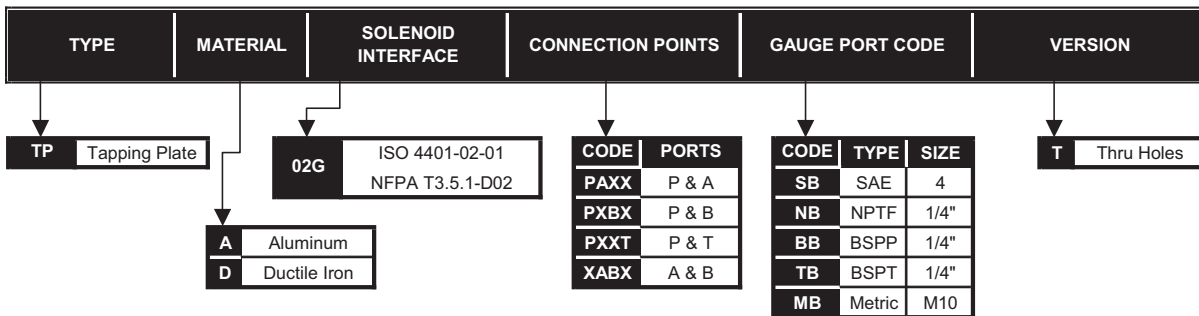 TYPE
MATERIAL
SOLENOID
INTERFACE
CONNECTION POINTS
GAUGE PORT CODE
VERSION
TP Tapping Plate
02G
ISO 4401-02-01
NFPA T3.5.1-D02
A Aluminum
D Ductile Iron
CODE PORTS
PAXX P & A
PXBX P & B
PXXT P & T
XABX A & B
CODE TYPE SIZE
SB SAE 4
NB NPTF 1/4"
BB BSPP 1/4"
TB BSPT 1/4"
MB Metric M10
T Thru Holes